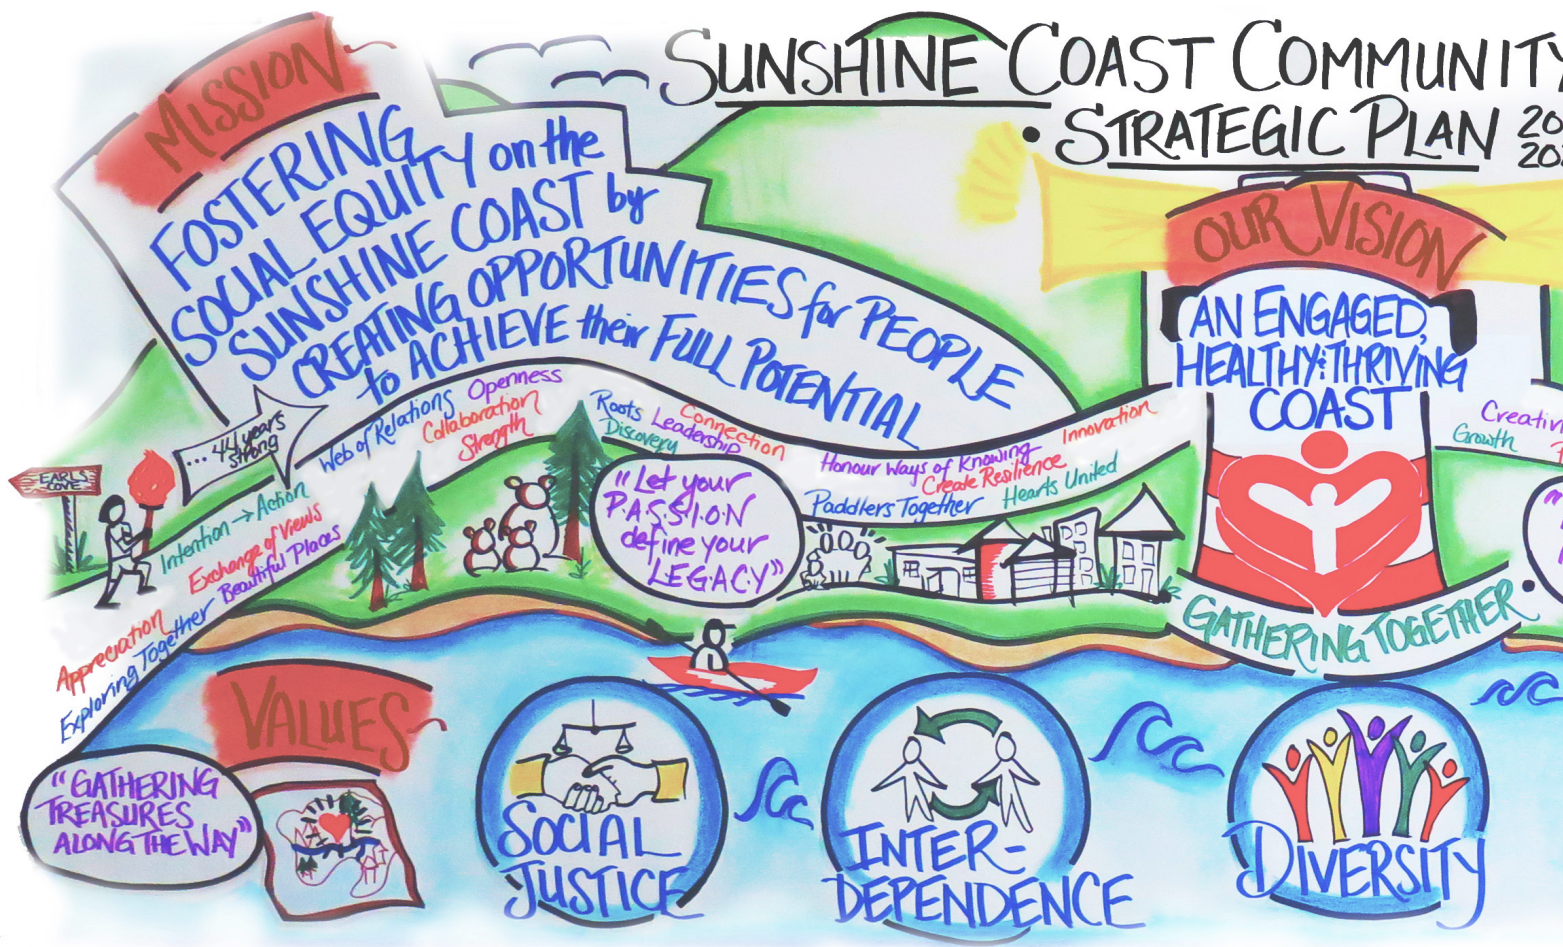 SUNSHINE COAST COMMUNITY
• STRATEGIC PLAN
MISSION
FOSTERING
SOCIAL EQUITY on the
SUNSHINE COAST by
CREATING OPPORTUNITIES for PEOPLE
to ACHIEVE their FULL POTENTIAL
OUR VISION
AN ENGAGED,
HEALTHY & THRIVING
COAST
GATHERING TOGETHER
... 44 years
strong
EARLS
COVE
Intention → Action
Exchange of Views
Beautiful Places
Appreciation
Exploring Together
Web of Relations
Openness
Collaboration
Strength
Roots
Discovery
Leadership
Connection
Honour Ways of Knowing
Create Resilience
Paddlers Together
Hearts United
Innovation
Growth
"Let your
P.A.S.S.I.O.N
define your
LEGACY"
VALUES
"GATHERING
TREASURES
ALONG THE WAY"
SOCIAL
JUSTICE
INTER-
DEPENDENCE
DIVERSITY